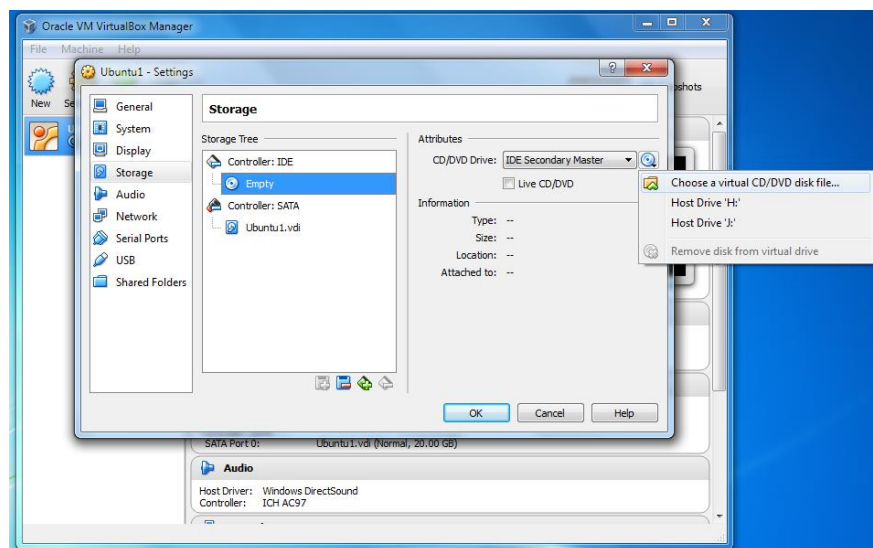 Oracle VM VirtualBox Manager
File Machine Help
New
Ubuntu1 - Settings
General
System
Display
Storage
Audio
Network
Serial Ports
USB
Shared Folders
Storage
Storage Tree
Controller: IDE
Empty
Controller: SATA
Ubuntu1.vdi
Attributes
CD/DVD Drive: IDE Secondary Master
Live CD/DVD
Information
Type: --
Size: --
Location: --
Attached to: --
Choose a virtual CD/DVD disk file...
Host Drive 'H:'
Host Drive 'J:'
Remove disk from virtual drive
OK Cancel Help
SATA Port 0: Ubuntu1.vdi (Normal, 20.00 GB)
Audio
Host Driver: Windows DirectSound
Controller: ICH AC97